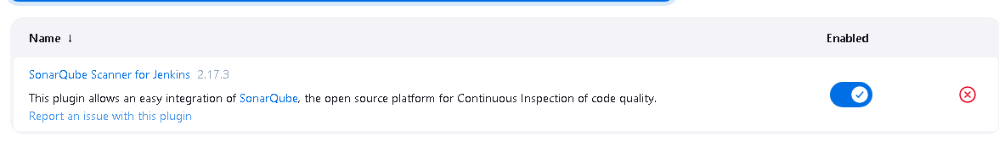 Name ↓ Enabled
SonarQube Scanner for Jenkins 2.17.3
This plugin allows an easy integration of SonarQube, the open source platform for Continuous Inspection of code quality.
Report an issue with this plugin